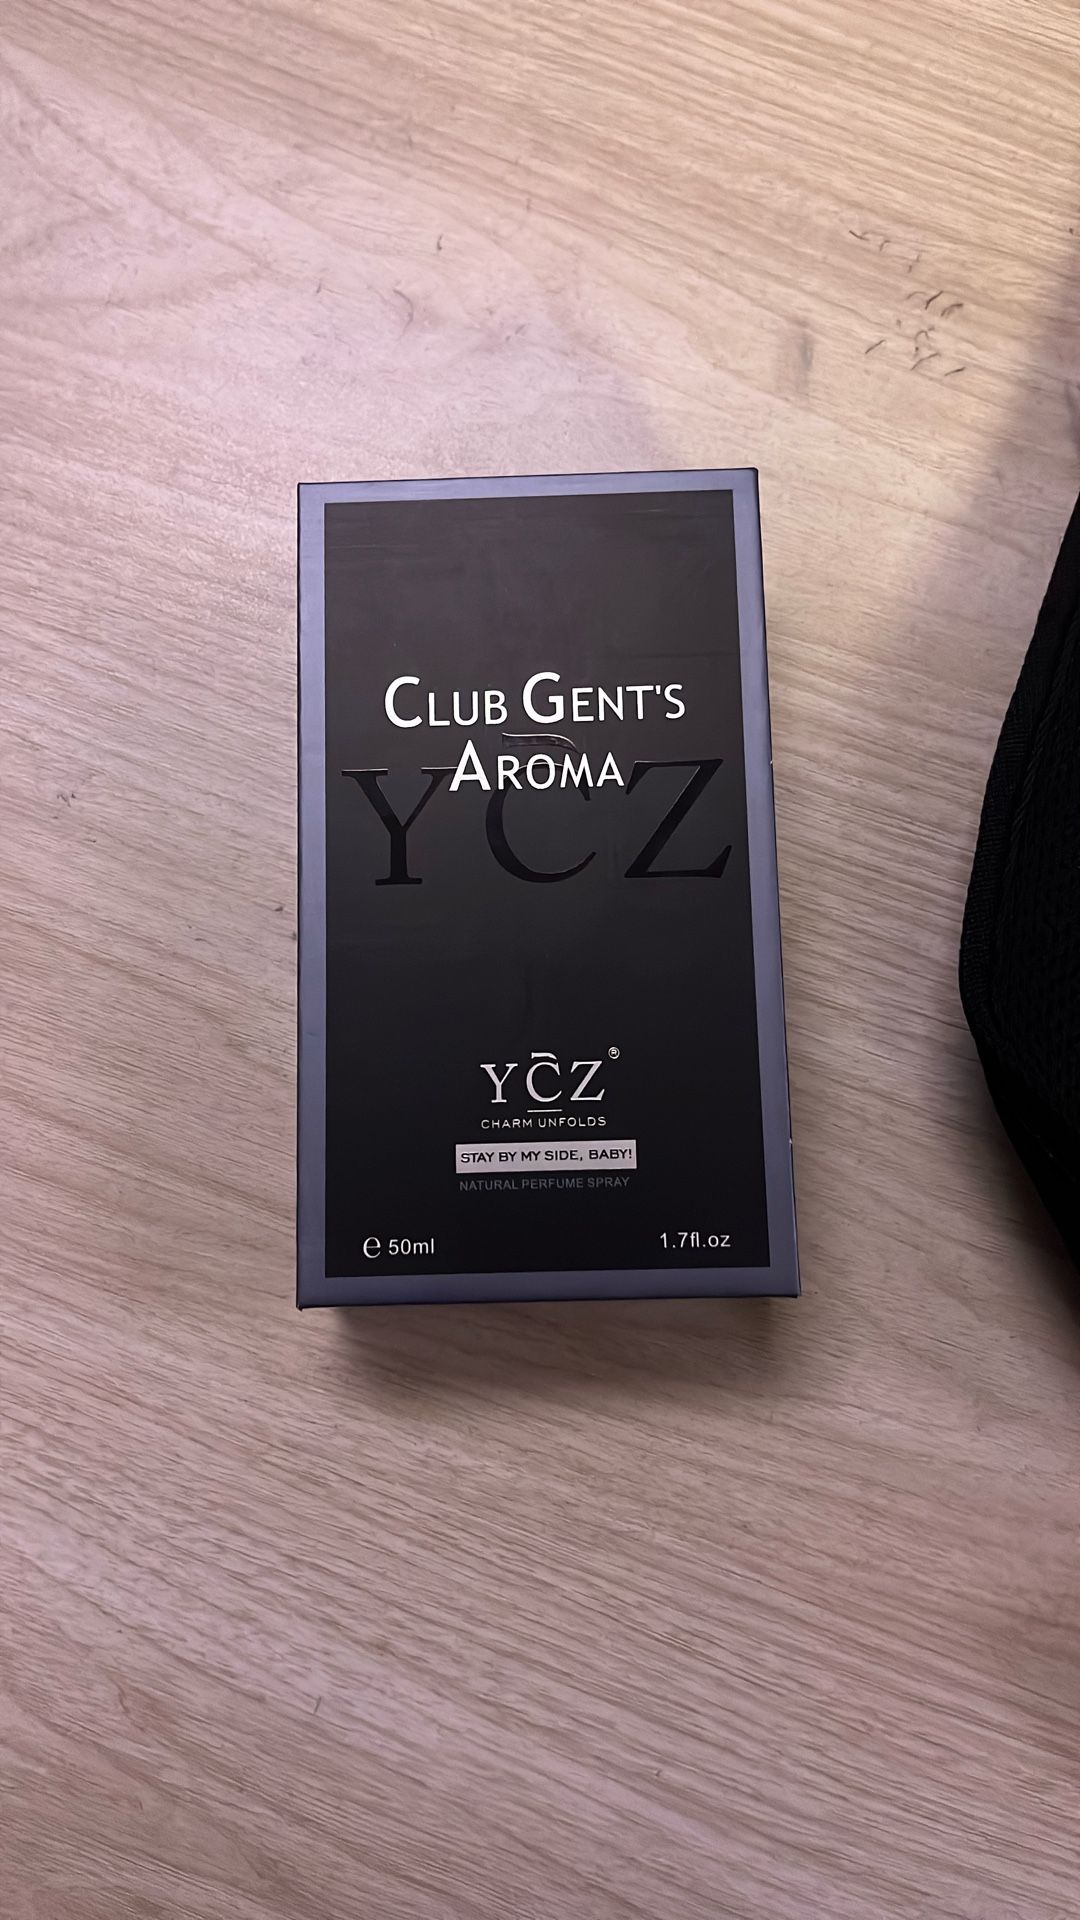 CLUB GENT'S
AROMA
YCZ
YCZ®
CHARM UNFOLDS
STAY BY MY SIDE, BABY!
NATURAL PERFUME SPRAY
℮ 50ml
1.7fl.oz